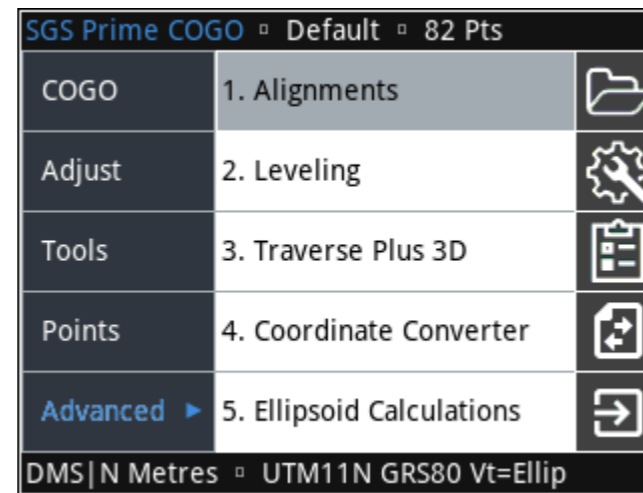 SGS Prime COGO ▫ Default ▫ 82 Pts
COGO
1. Alignments
Adjust
2. Leveling
Tools
3. Traverse Plus 3D
Points
4. Coordinate Converter
Advanced ►
5. Ellipsoid Calculations
DMS|N Metres ▫ UTM11N GRS80 Vt=Ellip